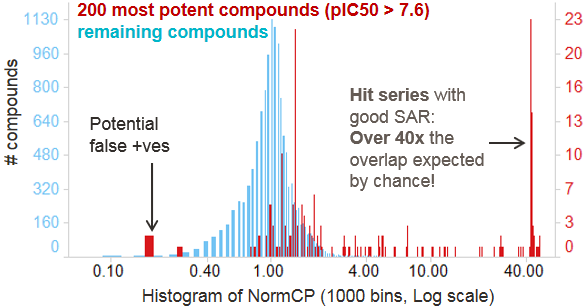 200 most potent compounds (pIC50 > 7.6)
remaining compounds
# compounds
1130
960
800
640
480
320
160
0
Potential
false +ves
Hit series with
good SAR:
Over 40x the
overlap expected
by chance!
23
20
17
13
10
7
3
0
0.10 0.40 1.00 4.00 10.00 40.00
Histogram of NormCP (1000 bins, Log scale)